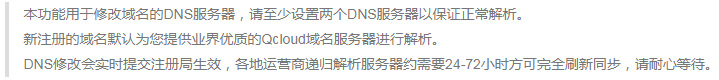 本功能用于修改域名的DNS服务器，请至少设置两个DNS服务器以保证正常解析。
新注册的域名默认为您提供业界优质的Qcloud域名服务器进行解析。
DNS修改会实时提交注册局生效，各地运营商递归解析服务器约需要24-72小时方可完全刷新同步，请耐心等待。